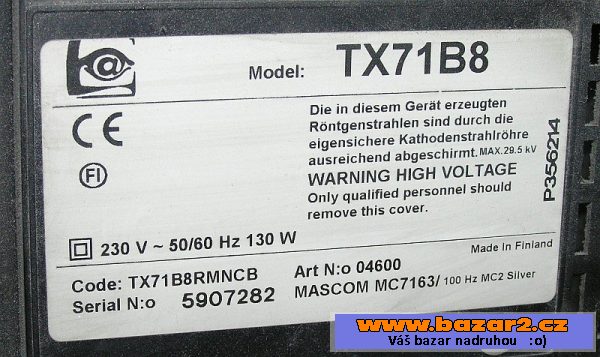 Model: TX71B8
Die in diesem Gerät erzeugten
Röntgenstrahlen sind durch die
eigensichere Kathodenstrahlröhre
ausreichend abgeschirmt. MAX.29.5 kV
WARNING HIGH VOLTAGE
Only qualified personnel should
remove this cover.
P356214
CE
FI
230 V ~ 50/60 Hz 130 W
Made In Finland
Code: TX71B8RMNCB
Art N:o 04600
Serial N:o 5907282
MASCOM MC7163/ 100 Hz MC2 Silver
www.bazar2.cz
Váš bazar nadruhou :o)